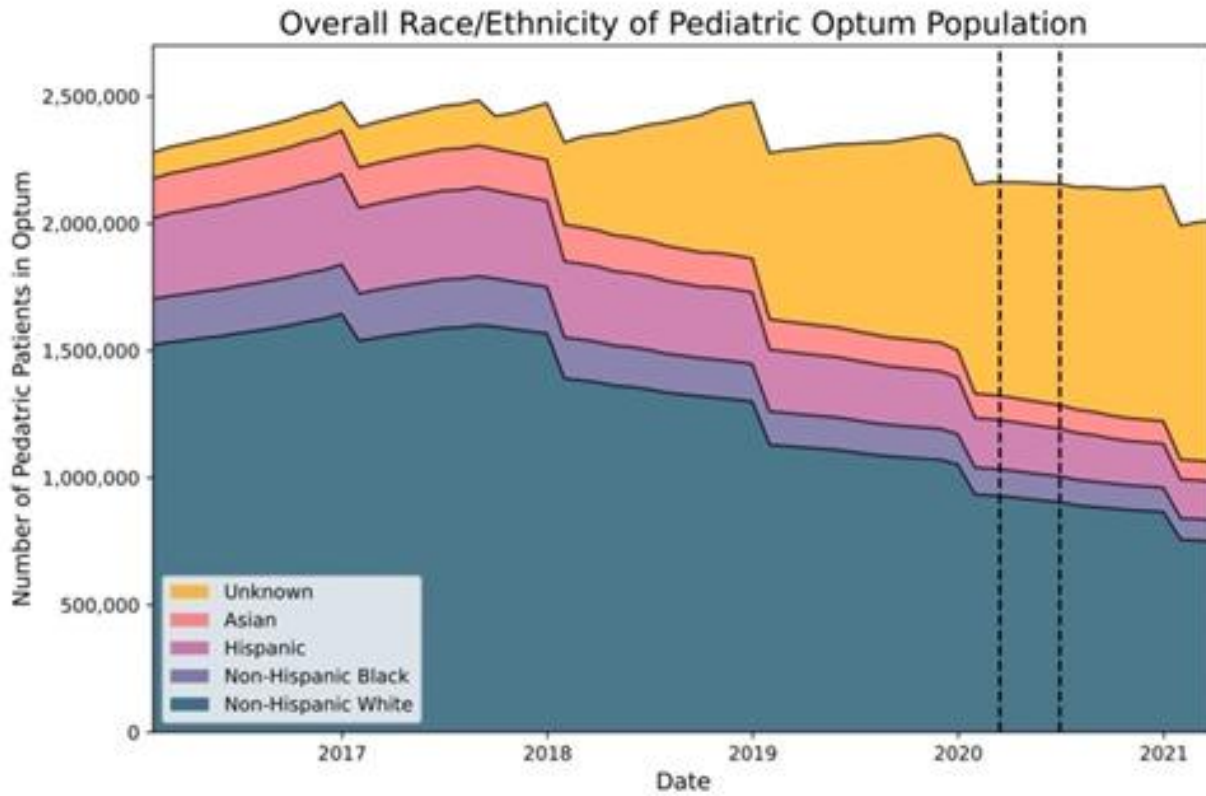 Overall Race/Ethnicity of Pediatric Optum Population
Number of Pedatric Patients in Optum
2,500,000
2,000,000
1,500,000
1,000,000
500,000
0
Unknown
Asian
Hispanic
Non-Hispanic Black
Non-Hispanic White
2017
2018
2019
2020
2021
Date